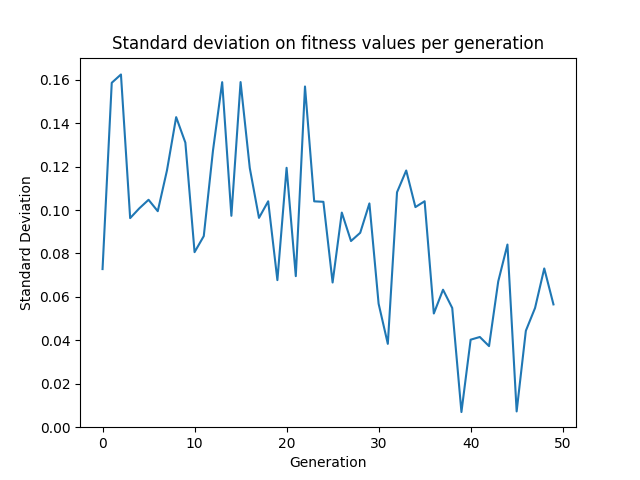 Standard deviation on fitness values per generation
0.16
0.14
0.12
0.10
0.08
0.06
0.04
0.02
0.00
Standard Deviation
0 10 20 30 40 50
Generation